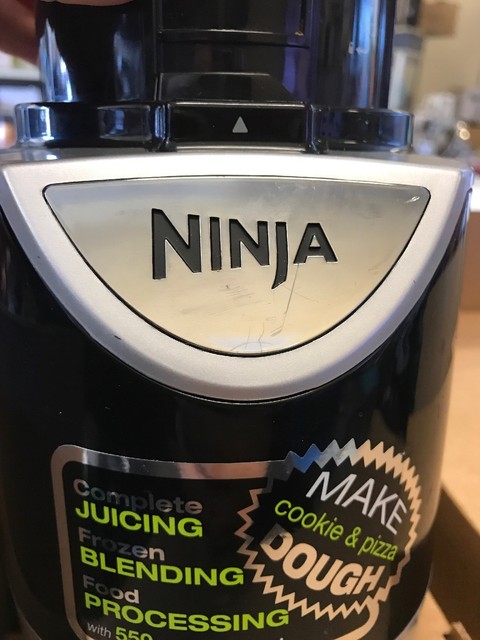 NINJA
Complete
JUICING
Frozen
BLENDING
Food
PROCESSING
with 550
MAKE
cookie & pizza
DOUGH